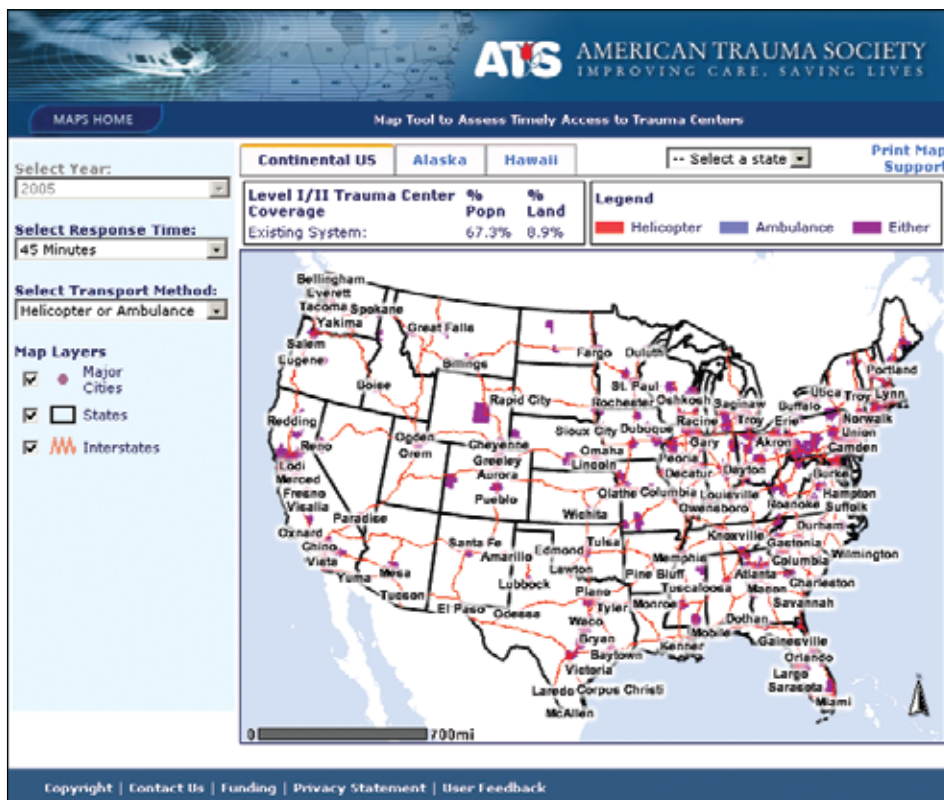 ATS AMERICAN TRAUMA SOCIETY
IMPROVING CARE, SAVING LIVES
MAPS HOME
Map Tool to Assess Timely Access to Trauma Centers
Select Year:
2005
Select Response Time:
45 Minutes
Select Transport Method:
Helicopter or Ambulance
Map Layers
Major
Cities
States
Interstates
Continental US
Alaska
Hawaii
-- Select a state
Print Map
Support
Level I/II Trauma Center % %
Coverage Popn Land
Existing System: 67.3% 8.9%
Legend
Helicopter Ambulance Either
Bellingham
Everett
Tacoma Spokane
Yakima
Great Falls
Salem
Eugene
Billings
Fargo Duluth
Portland
Boise
St. Paul
Rapid City
Rochester Oshkosh Saginaw
Utica Troy Lynn
Buffalo
Redding
Reno
Ogden
Orem
Cheyenne
Greeley
Aurora
Sioux City Dubuque Racine Troy
Erie
Norwalk
Omaha
Gary
Akron
Union
Camden
Lincoln
Peoria
Lodi
Merced
Fresno
Visalia
Pueblo
Decatur
Dayton
Burke
Olathe Columbia Louisville
Roanoke
Hampton
Suffolk
Owensboro
Wichita
Paradise
Durham
Oxnard
Chino
Vista
Santa Fe
Amarillo
Edmond
Tulsa
Knoxville
Gastonia
Memphis
Wilmington
Lawton
Pine Bluff
Columbia
Yuma
Mesa
Lubbock
Tuscaloosa
Atlanta
Charleston
Tucson
Plano
Macon
El Paso Odessa
Tyler
Monroe
Savannah
Waco
Dothan
Bryan
Mobile
Gainesville
Baytown
Kenner
Orlando
Victoria
Largo
Laredo Corpus Christi
Sarasota
Miami
McAllen
0 700mi
Copyright | Contact Us | Funding | Privacy Statement | User Feedback